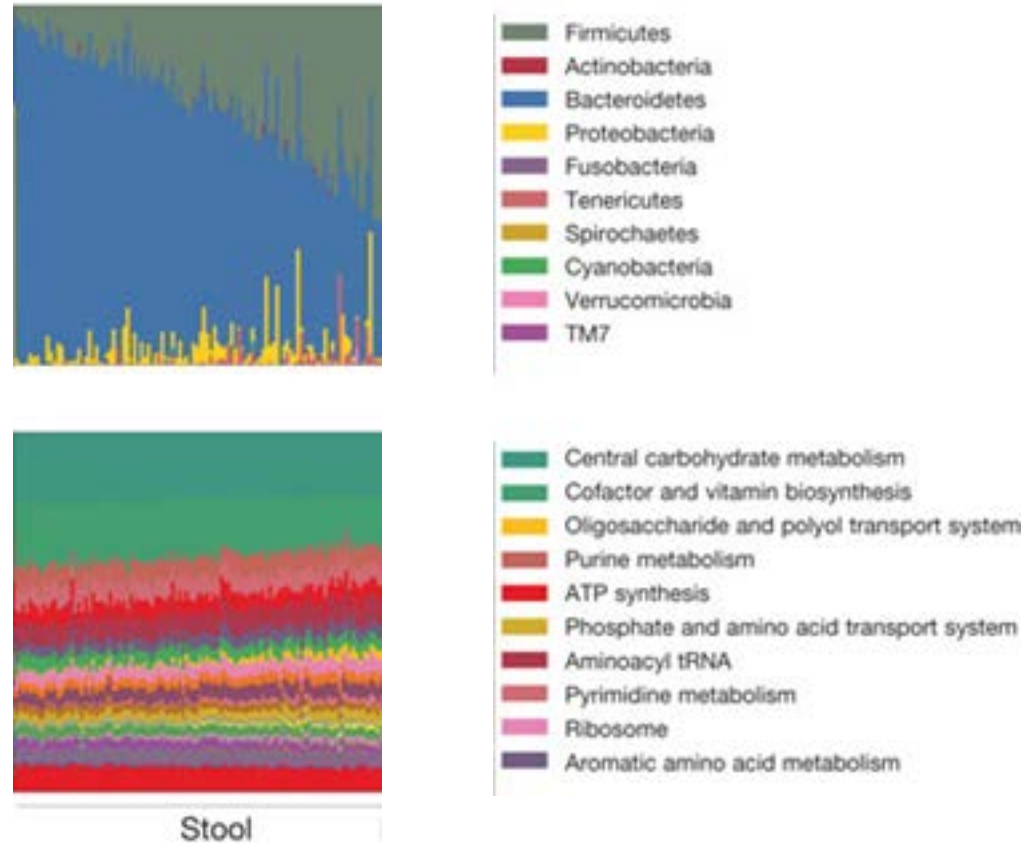 Firmicutes
Actinobacteria
Bacteroidetes
Proteobacteria
Fusobacteria
Tenericutes
Spirochaetes
Cyanobacteria
Verrucomicrobia
TM7
Central carbohydrate metabolism
Cofactor and vitamin biosynthesis
Oligosaccharide and polyol transport system
Purine metabolism
ATP synthesis
Phosphate and amino acid transport system
Aminoacyl tRNA
Pyrimidine metabolism
Ribosome
Aromatic amino acid metabolism
Stool